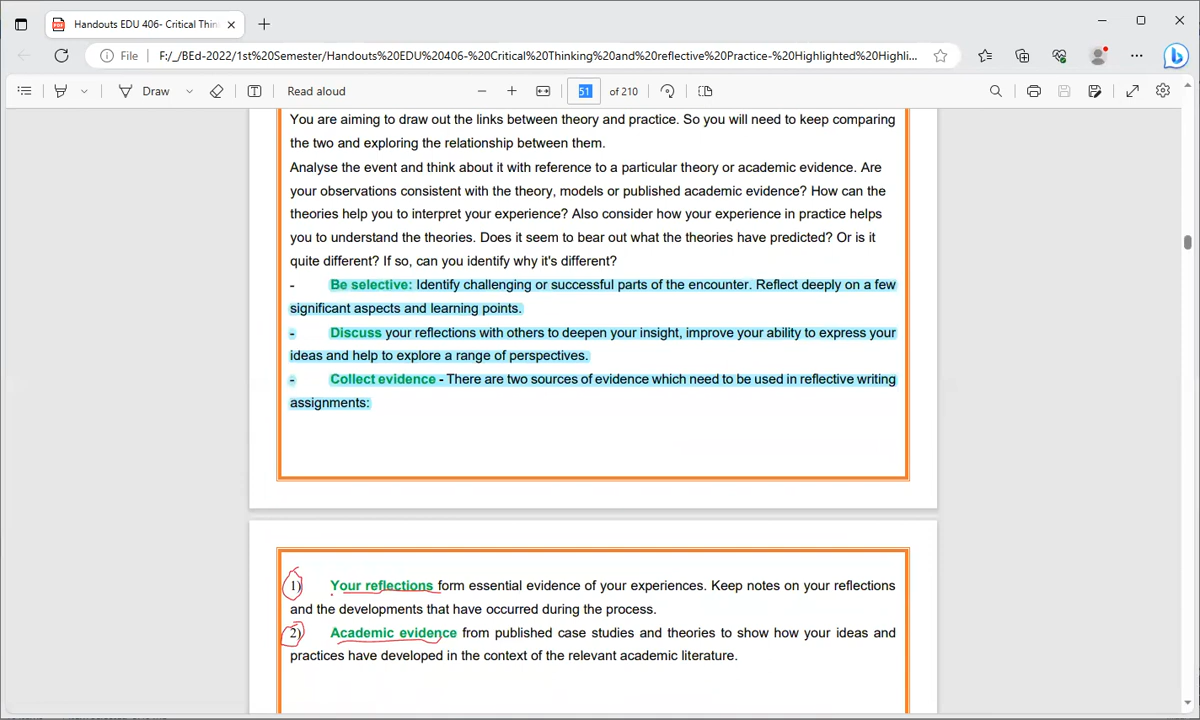 Handouts EDU 406- Critical Thin
File
F:/_/BEd-2022/1st%20Semester/Handouts%20EDU%20406-%20Critical%20Thinking%20and%20reflective%20Practice-%20Highlighted%20Highli...
Draw
Read aloud
51 of 210
You are aiming to draw out the links between theory and practice. So you will need to keep comparing
the two and exploring the relationship between them.
Analyse the event and think about it with reference to a particular theory or academic evidence. Are
your observations consistent with the theory, models or published academic evidence? How can the
theories help you to interpret your experience? Also consider how your experience in practice helps
you to understand the theories. Does it seem to bear out what the theories have predicted? Or is it
quite different? If so, can you identify why it's different?
- Be selective: Identify challenging or successful parts of the encounter. Reflect deeply on a few
significant aspects and learning points.
- Discuss your reflections with others to deepen your insight, improve your ability to express your
ideas and help to explore a range of perspectives.
- Collect evidence - There are two sources of evidence which need to be used in reflective writing
assignments:
1) Your reflections form essential evidence of your experiences. Keep notes on your reflections
and the developments that have occurred during the process.
2) Academic evidence from published case studies and theories to show how your ideas and
practices have developed in the context of the relevant academic literature.